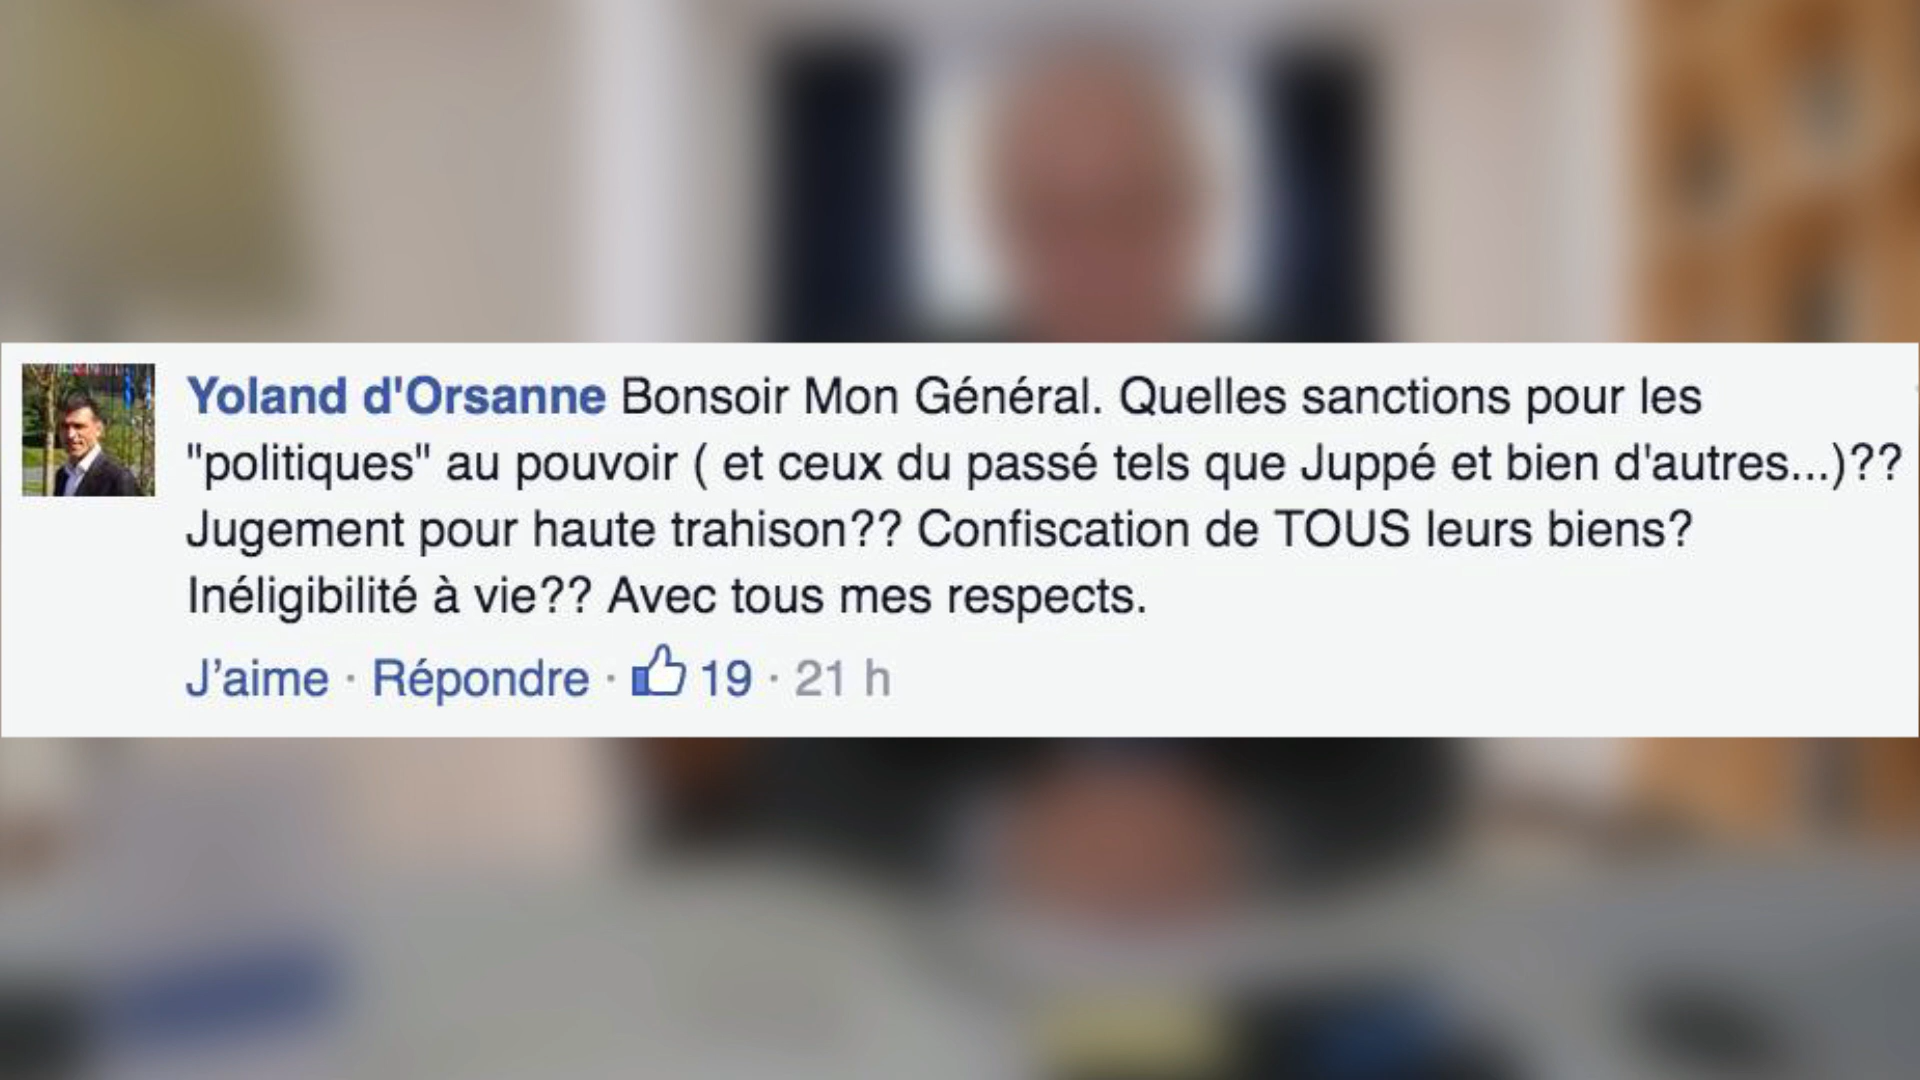 Yoland d'Orsanne Bonsoir Mon Général. Quelles sanctions pour les
"politiques" au pouvoir ( et ceux du passé tels que Juppé et bien d'autres...)??
Jugement pour haute trahison?? Confiscation de TOUS leurs biens?
Inéligibilité à vie?? Avec tous mes respects.
J’aime · Répondre · 19 · 21 h